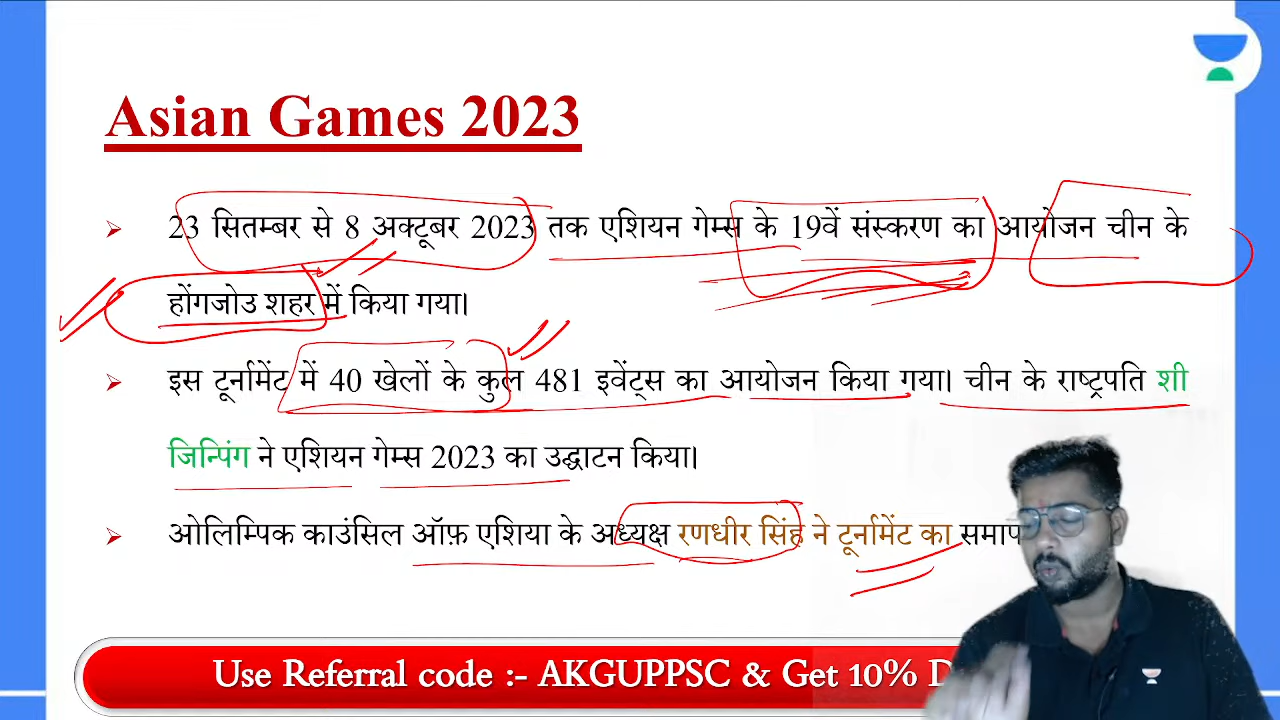 Asian Games 2023
23 सितम्बर से 8 अक्टूबर 2023 तक एशियन गेम्स के 19वें संस्करण का आयोजन चीन के
होंगजोउ शहर में किया गया।
इस टूर्नामेंट में 40 खेलों के कुल 481 इवेंट्स का आयोजन किया गया। चीन के राष्ट्रपति शी
जिन्पिंग ने एशियन गेम्स 2023 का उद्घाटन किया।
ओलिम्पिक काउंसिल ऑफ़ एशिया के अध्यक्ष रणधीर सिंह ने टूर्नामेंट का
Use Referral code :- AKGUPPSC & Get 10%